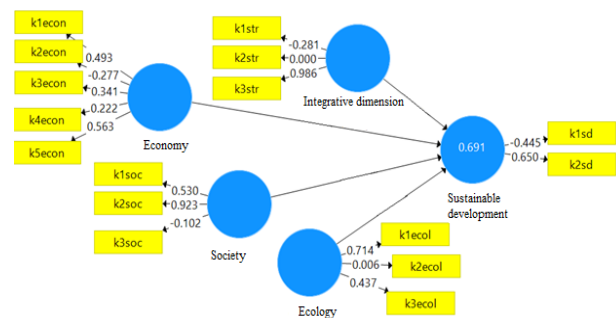 k1econ
k2econ
k3econ
k4econ
k5econ
0.493
-0.277
0.341
0.222
0.563
Economy
k1str
k2str
k3str
-0.281
0.000
0.986
Integrative dimension
k1soc
k2soc
k3soc
0.530
0.923
-0.102
Society
0.714
0.006
0.437
k1ecol
k2ecol
k3ecol
Ecology
0.691
Sustainable
development
-0.445
0.650
k1sd
k2sd